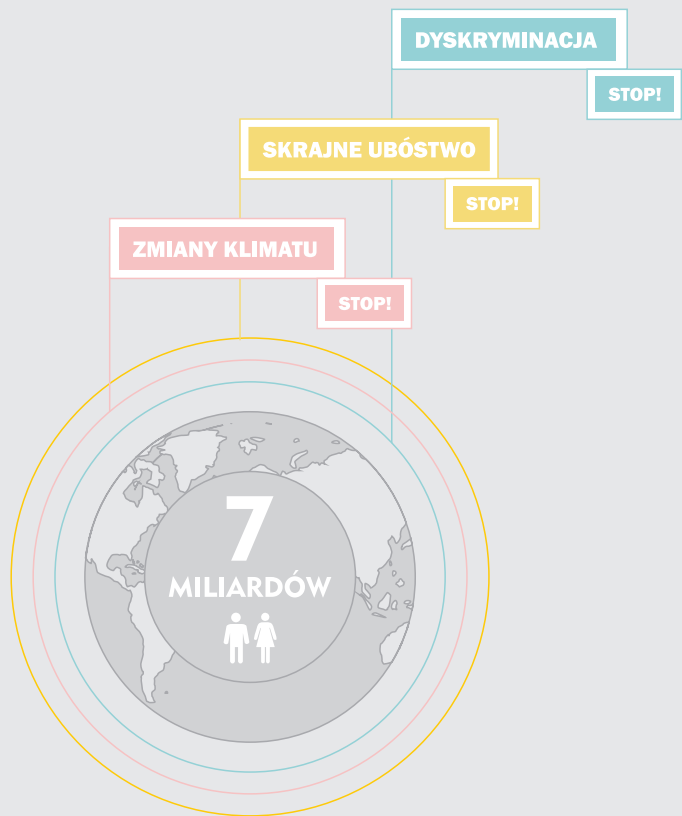 DYSKRYMINACJA
STOP!
SKRAJNE UBÓSTWO
STOP!
ZMIANY KLIMATU
STOP!
7
MILIARDÓW